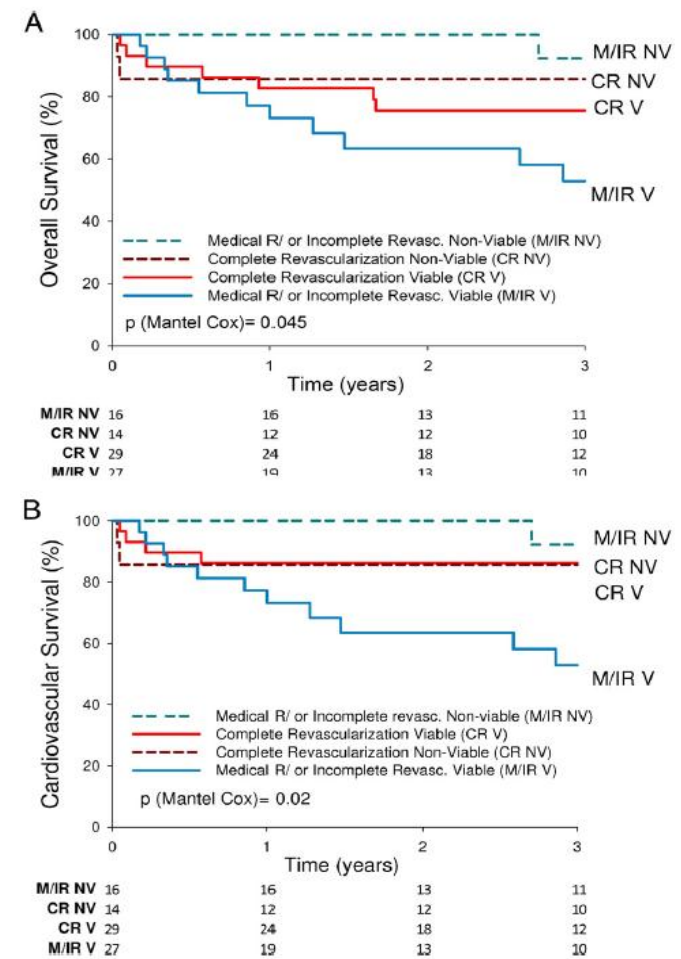 A
100
80
60
40
20
0
Overall Survival (%)
M/IR NV
CR NV
CR V
M/IR V
Medical R/ or Incomplete Revasc. Non-Viable (M/IR NV)
Complete Revascularization Non-Viable (CR NV)
Complete Revascularization Viable (CR V)
Medical R/ or Incomplete Revasc. Viable (M/IR V)
p (Mantel Cox)= 0.045
0 1 2 3
Time (years)
M/IR NV 16 16 13 11
CR NV 14 12 12 10
CR V 29 24 18 12
M/IR V 27 19 13 10
B
100
80
60
40
20
0
Cardiovascular Survival (%)
M/IR NV
CR NV
CR V
M/IR V
Medical R/ or Incomplete revasc. Non-viable (M/IR NV)
Complete Revascularization Viable (CR V)
Complete Revascularization Non-Viable (CR NV)
Medical R/ or Incomplete Revasc. Viable (M/IR V)
p (Mantel Cox)= 0.02
0 1 2 3
Time (years)
M/IR NV 16 16 13 11
CR NV 14 12 12 10
CR V 29 24 18 12
M/IR V 27 19 13 10